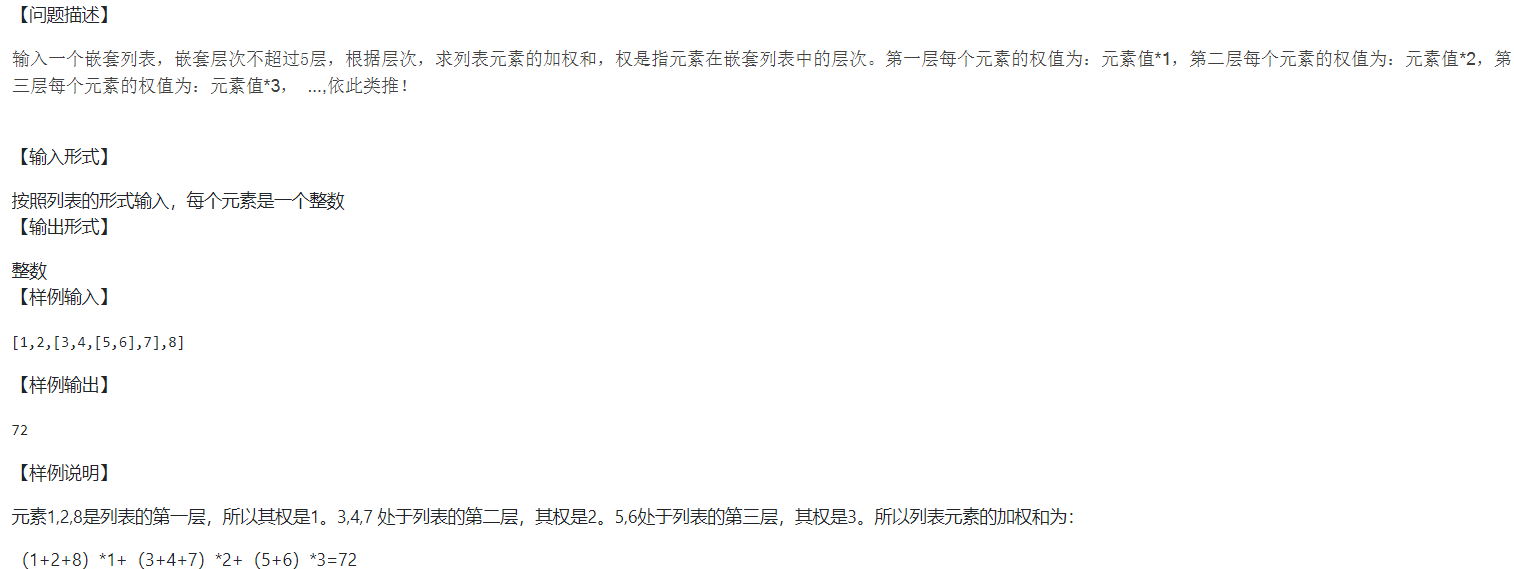 【问题描述】
输入一个嵌套列表，嵌套层次不超过5层，根据层次，求列表元素的加权和，权是指元素在嵌套列表中的层次。第一层每个元素的权值为：元素值*1，第二层每个元素的权值为：元素值*2，第
三层每个元素的权值为：元素值*3， …,依此类推！
【输入形式】
按照列表的形式输入，每个元素是一个整数
【输出形式】
整数
【样例输入】
[1,2,[3,4,[5,6],7],8]
【样例输出】
72
【样例说明】
元素1,2,8是列表的第一层，所以其权是1。3,4,7 处于列表的第二层，其权是2。5,6处于列表的第三层，其权是3。所以列表元素的加权和为：
（1+2+8）*1+（3+4+7）*2+（5+6）*3=72